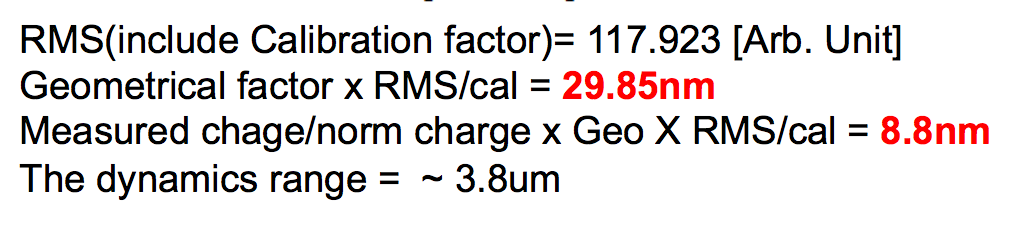 RMS(include Calibration factor)= 117.923 [Arb. Unit]
Geometrical factor x RMS/cal = 29.85nm
Measured chage/norm charge x Geo X RMS/cal = 8.8nm
The dynamics range = ~ 3.8um